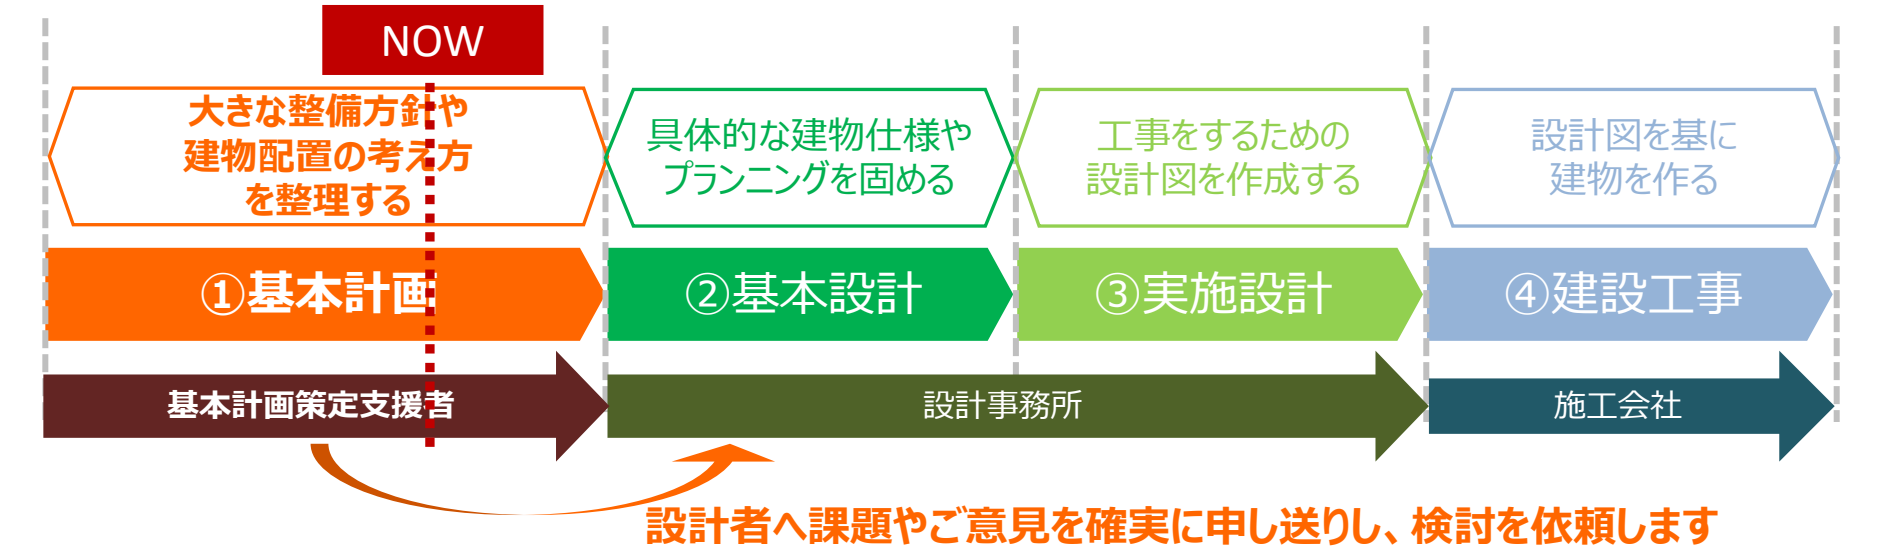 NOW
大きな整備方針や
建物配置の考え方
を整理する
具体的な建物仕様や
プランニングを固める
工事をするための
設計図を作成する
設計図を基に
建物を作る
①基本計画
②基本設計
③実施設計
④建設工事
基本計画策定支援者
設計事務所
施工会社
設計者へ課題やご意見を確実に申し送りし、検討を依頼します